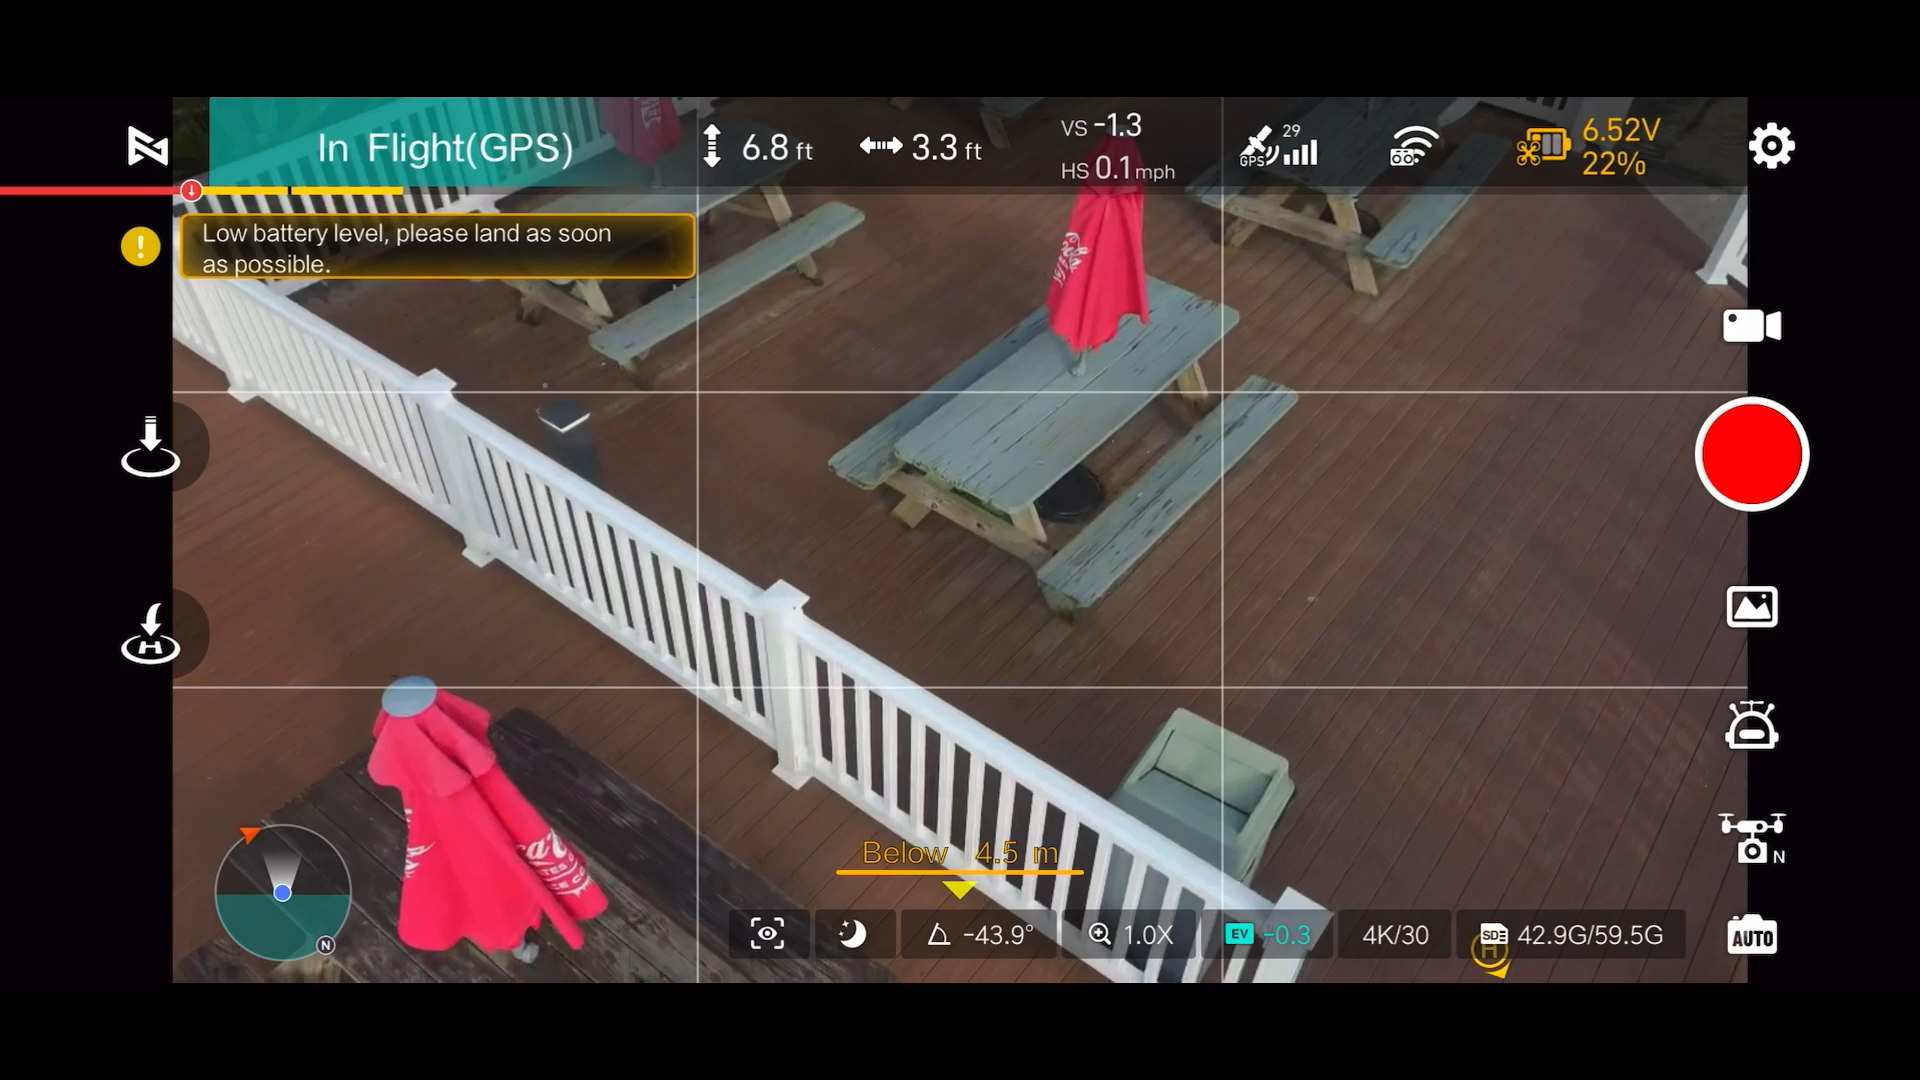 In Flight(GPS)
6.8 ft
3.3 ft
VS -1.3
HS 0.1 mph
GPS
29
6.52V
22%
Low battery level, please land as soon
as possible.
Below 4.5 m
N
N
-43.9°
1.0X
EV -0.3
4K/30
SD
42.9G/59.5G
H
H
AUTO